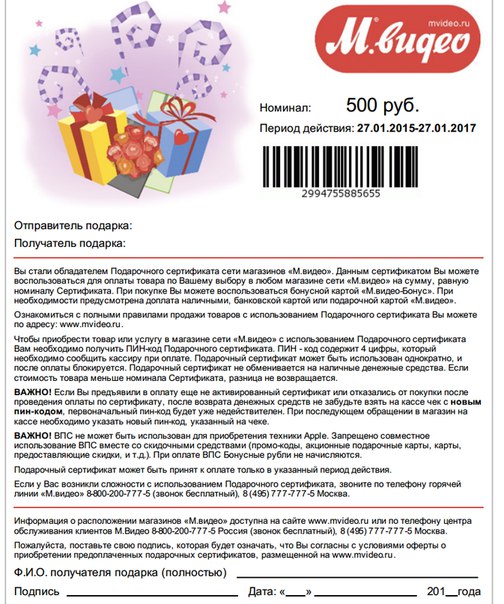 mvideo.ru
М.видео
Номинал: 500 руб.
Период действия: 27.01.2015-27.01.2017
2994755885655
Отправитель подарка:
Получатель подарка:
Вы стали обладателем Подарочного сертификата сети магазинов «М.видео». Данным сертификатом Вы можете
воспользоваться для оплаты товара по Вашему выбору в любом магазине сети «М.видео» на сумму, равную
номиналу Сертификата. При покупке Вы можете воспользоваться бонусной картой «М.видео-Бонус». При
необходимости предусмотрена доплата наличными, банковской картой или подарочной картой «М.видео».
Ознакомиться с полными правилами продажи товаров с использованием Подарочного сертификата Вы можете
по адресу: www.mvideo.ru.
Чтобы приобрести товар или услугу в магазине сети «М.видео» с использованием Подарочного сертификата
Вам необходимо получить ПИН-код Подарочного сертификата. ПИН - код содержит 4 цифры, который
необходимо сообщить кассиру при оплате. Подарочный сертификат может быть использован однократно, и
после оплаты блокируется. Подарочный сертификат не обменивается на наличные денежные средства. Если
стоимость товара меньше номинала Сертификата, разница не возвращается.
ВАЖНО! Если Вы предъявили в оплату еще не активированный сертификат или отказались от покупки после
проведения оплаты по сертификату, после возврата денежных средств не забудьте взять на кассе чек с новым
пин-кодом, первоначальный пин-код будет уже недействителен. При последующем обращении в магазин на
кассе необходимо указать новый пин-код, указанный на чеке.
ВАЖНО! ВПС не может быть использован для приобретения техники Apple. Запрещено совместное
использование ВПС вместе со скидочными средствами (промо-коды, акционные подарочные карты, карты,
предоставляющие скидки, и т.д.). При оплате ВПС Бонусные рубли не начисляются.
Подарочный сертификат может быть принят к оплате только в указанный период действия.
Если у Вас возникли сложности с использованием Подарочного сертификата, звоните по телефону горячей
линии «М.видео» 8-800-200-777-5 (звонок бесплатный), 8 (495) 777-777-5 Москва.
Информация о расположении магазинов «М.видео» доступна на сайте www.mvideo.ru или по телефону центра
обслуживания клиентов М.Видео 8-800-200-777-5 Россия (звонок бесплатный), 8 (495) 777-777-5 Москва.
Пожалуйста, поставьте свою подпись, которая будет означать, что Вы согласны с условиями оферты о
приобретении предоплаченных подарочных карт, размещенной на www.mvideo.ru.
Ф.И.О. получателя подарка (полностью)
Подпись Дата: «___» 201__года